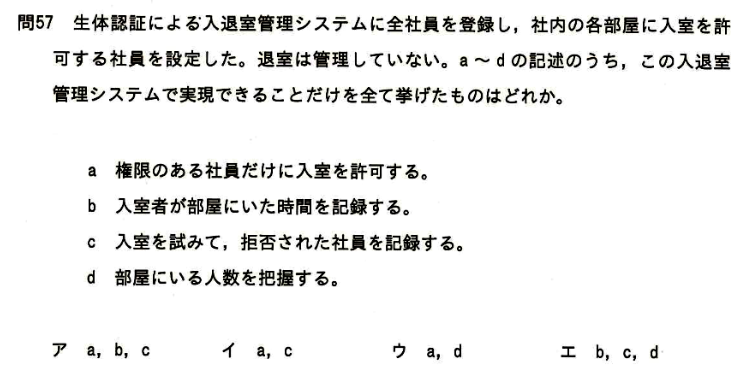 問57 生体認証による入退室管理システムに全社員を登録し，社内の各部屋に入室を許
可する社員を設定した。退室は管理していない。a～dの記述のうち，この入退室
管理システムで実現できることだけを全て挙げたものはどれか。
a 権限のある社員だけに入室を許可する。
b 入室者が部屋にいた時間を記録する。
c 入室を試みて，拒否された社員を記録する。
d 部屋にいる人数を把握する。
ア a, b, c イ a, c ウ a, d エ b, c, d